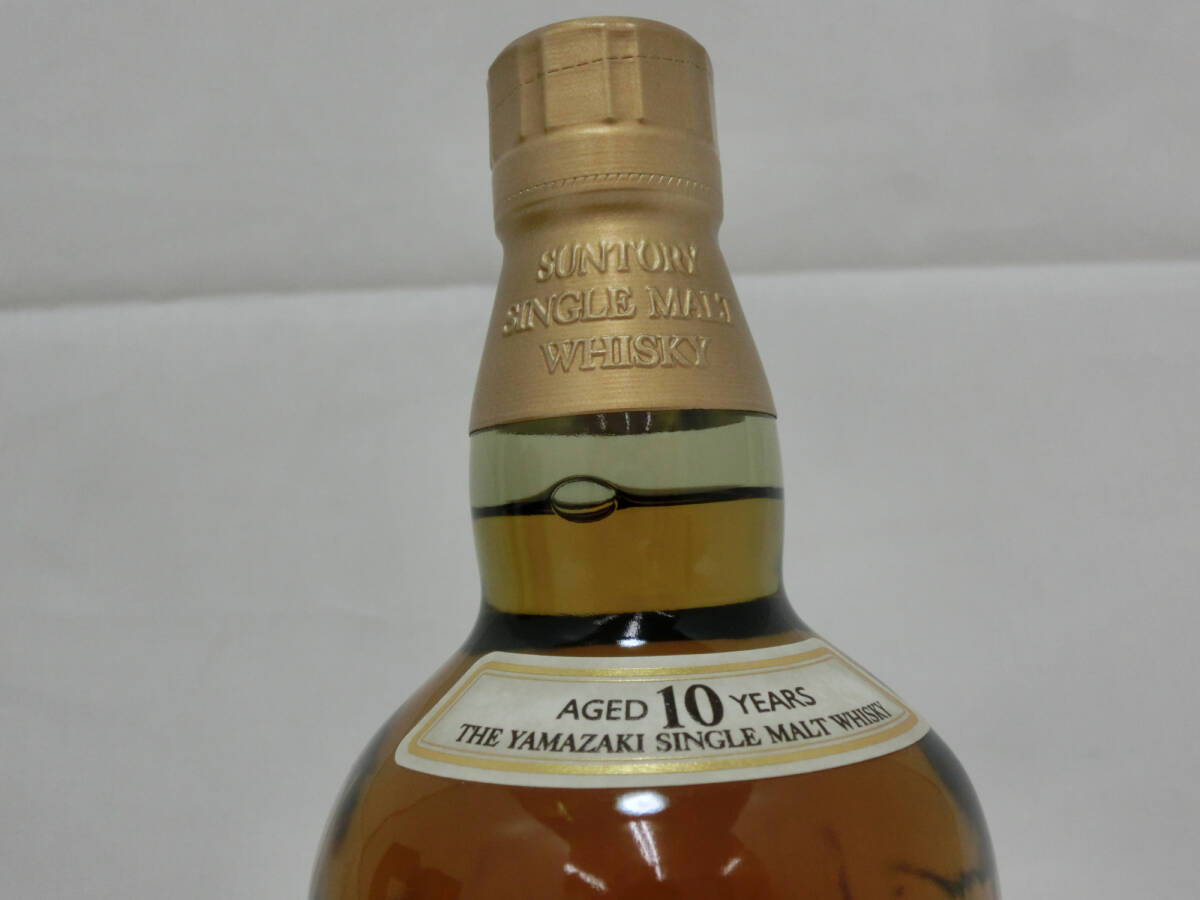 SUNTORY
SINGLE MALT
WHISKY
AGED 10 YEARS
THE YAMAZAKI SINGLE MALT WHISKY